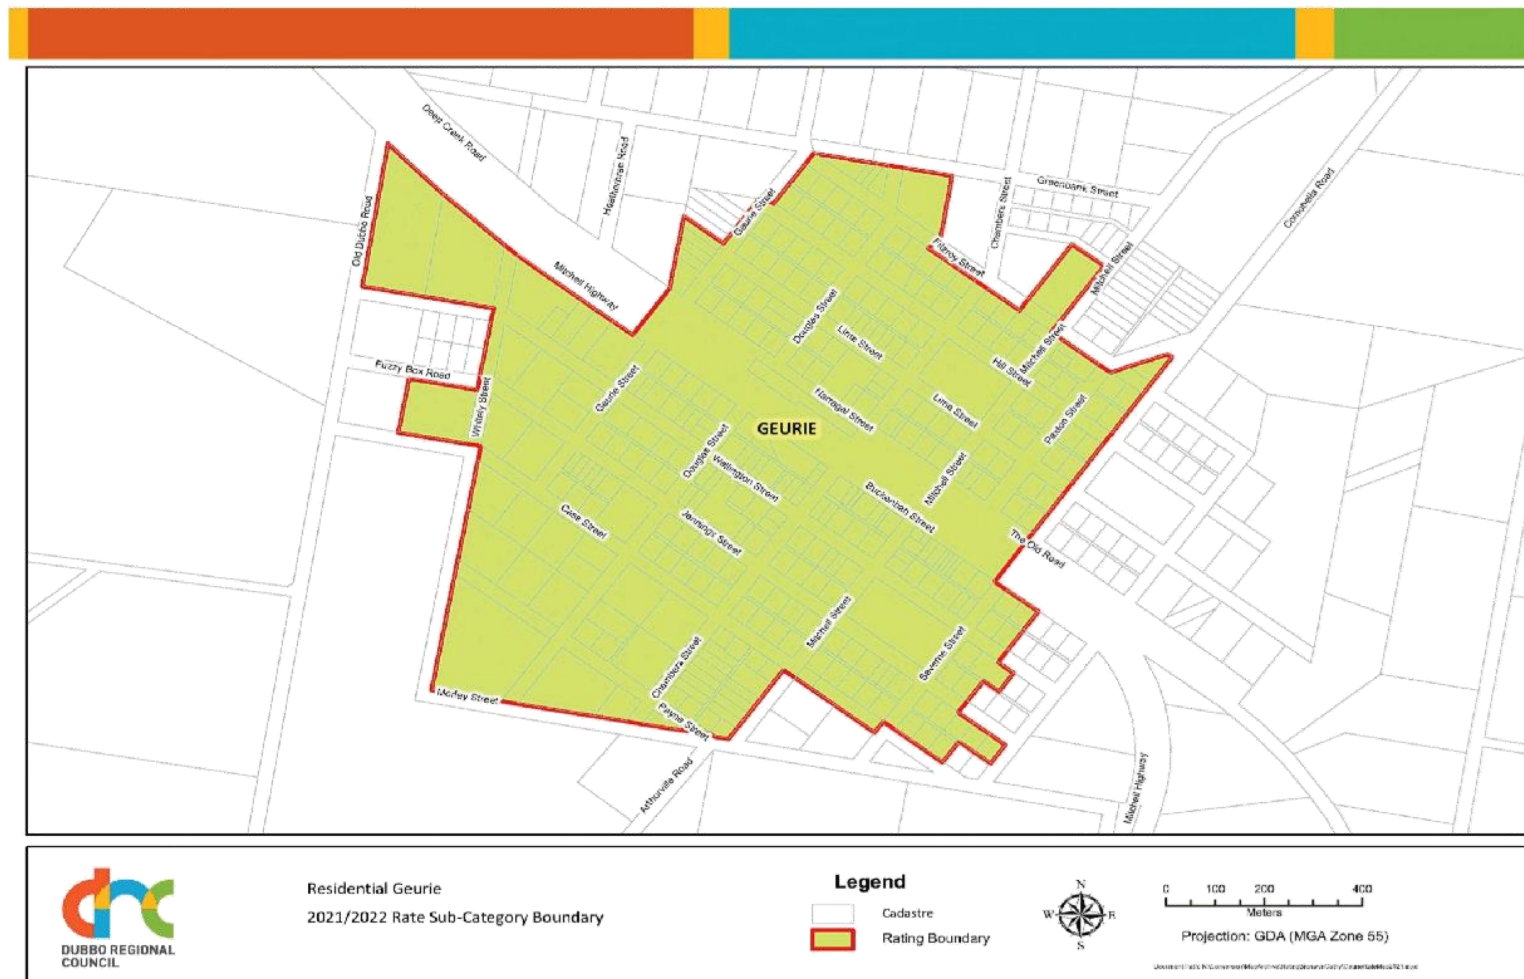 Deep Creek Road
Heatherbrae Road
Old Dubbo Road
Mitchell Highway
Geurie Street
Chambers Street
Greenbank Street
Comobella Road
Fitzroy Street
Mitchell Street
Douglas Street
Lime Street
Mitchell Street
Hill Street
Fuzzy Box Road
Whitely Street
Geurie Street
Narragal Street
Lime Street
Paxton Street
GEURIE
Douglas Street
Wellington Street
Mitchell Street
Buckenbah Street
Case Street
Jennings Street
The Old Road
Mitchell Street
Severne Street
Chambers Street
Morley Street
Payne Street
Arthurville Road
Mitchell Highway
DUBBO REGIONAL
COUNCIL
Residential Geurie
2021/2022 Rate Sub-Category Boundary
Legend
Cadastre
Rating Boundary
N
W E
S
0 100 200 400
Meters
Projection: GDA (MGA Zone 55)